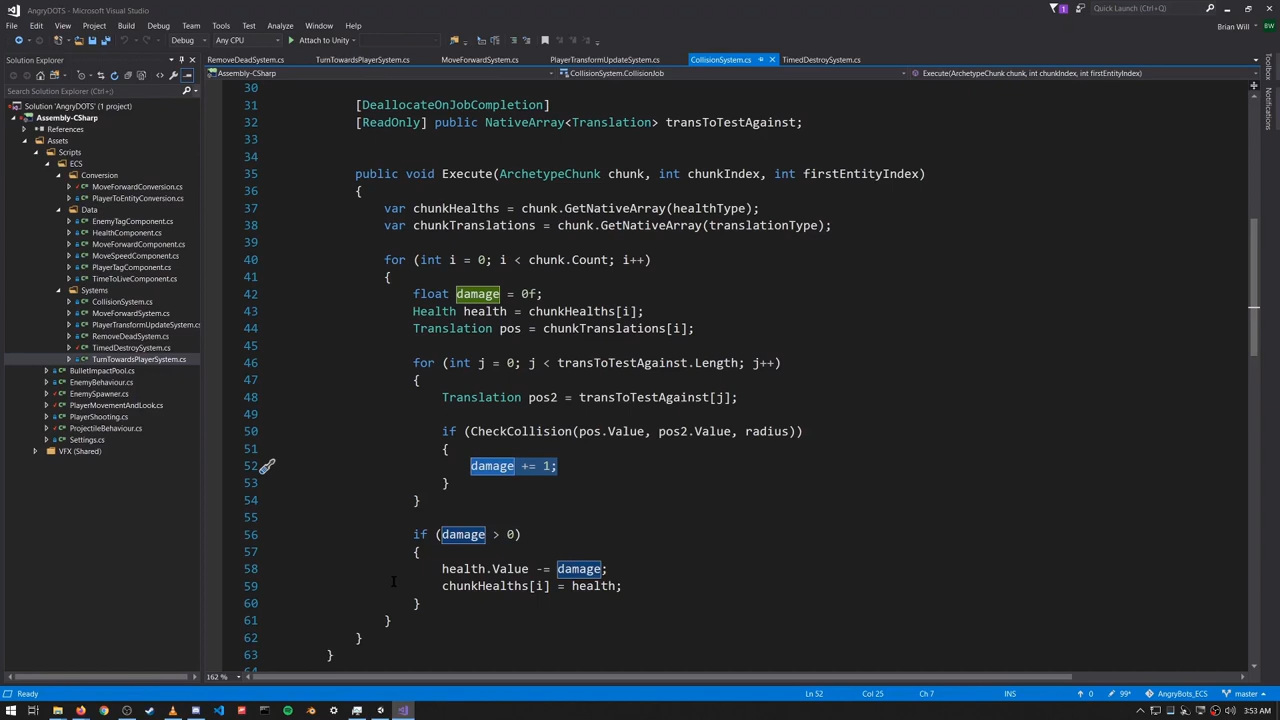 AngryDOTS - Microsoft Visual Studio
1
Quick Launch (Ctrl+Q)
File Edit View Project Build Debug Team Tools Test Analyze Window Help
Brian Will
BW
Debug Any CPU Attach to Unity
Solution Explorer
RemoveDeadSystem.cs TurnTowardsPlayerSystem.cs MoveForwardSystem.cs PlayerTransformUpdateSystem.cs CollisionSystem.cs TimedDestroySystem.cs
Assembly-CSharp CollisionSystem.CollisionJob Execute(ArchetypeChunk chunk, int chunkIndex, int firstEntityIndex)
Toolbox
Notifications
Search Solution Explorer (Ctrl+;)
Solution 'AngryDOTS' (1 project)
Assembly-CSharp
References
Assets
Scripts
ECS
Conversion
MoveForwardConversion.cs
PlayerToEntityConversion.cs
Data
EnemyTagComponent.cs
HealthComponent.cs
MoveForwardComponent.cs
MoveSpeedComponent.cs
PlayerTagComponent.cs
TimeToLiveComponent.cs
Systems
CollisionSystem.cs
MoveForwardSystem.cs
PlayerTransformUpdateSystem.cs
RemoveDeadSystem.cs
TimedDestroySystem.cs
TurnTowardsPlayerSystem.cs
BulletImpactPool.cs
EnemyBehaviour.cs
EnemySpawner.cs
PlayerMovementAndLook.cs
PlayerShooting.cs
ProjectileBehaviour.cs
Settings.cs
VFX (Shared)
30
31 [DeallocateOnJobCompletion]
32 [ReadOnly] public NativeArray<Translation> transToTestAgainst;
33
34
35 public void Execute(ArchetypeChunk chunk, int chunkIndex, int firstEntityIndex)
36 {
37 var chunkHealths = chunk.GetNativeArray(healthType);
38 var chunkTranslations = chunk.GetNativeArray(translationType);
39
40 for (int i = 0; i < chunk.Count; i++)
41 {
42 float damage = 0f;
43 Health health = chunkHealths[i];
44 Translation pos = chunkTranslations[i];
45
46 for (int j = 0; j < transToTestAgainst.Length; j++)
47 {
48 Translation pos2 = transToTestAgainst[j];
49
50 if (CheckCollision(pos.Value, pos2.Value, radius))
51 {
52 damage += 1;
53 }
54 }
55
56 if (damage > 0)
57 {
58 health.Value -= damage;
59 chunkHealths[i] = health;
60 }
61 }
62 }
63 }
64
162 %
Ready Ln 52 Col 25 Ch 7 INS 0 99* AngryBots_ECS master
3:53 AM